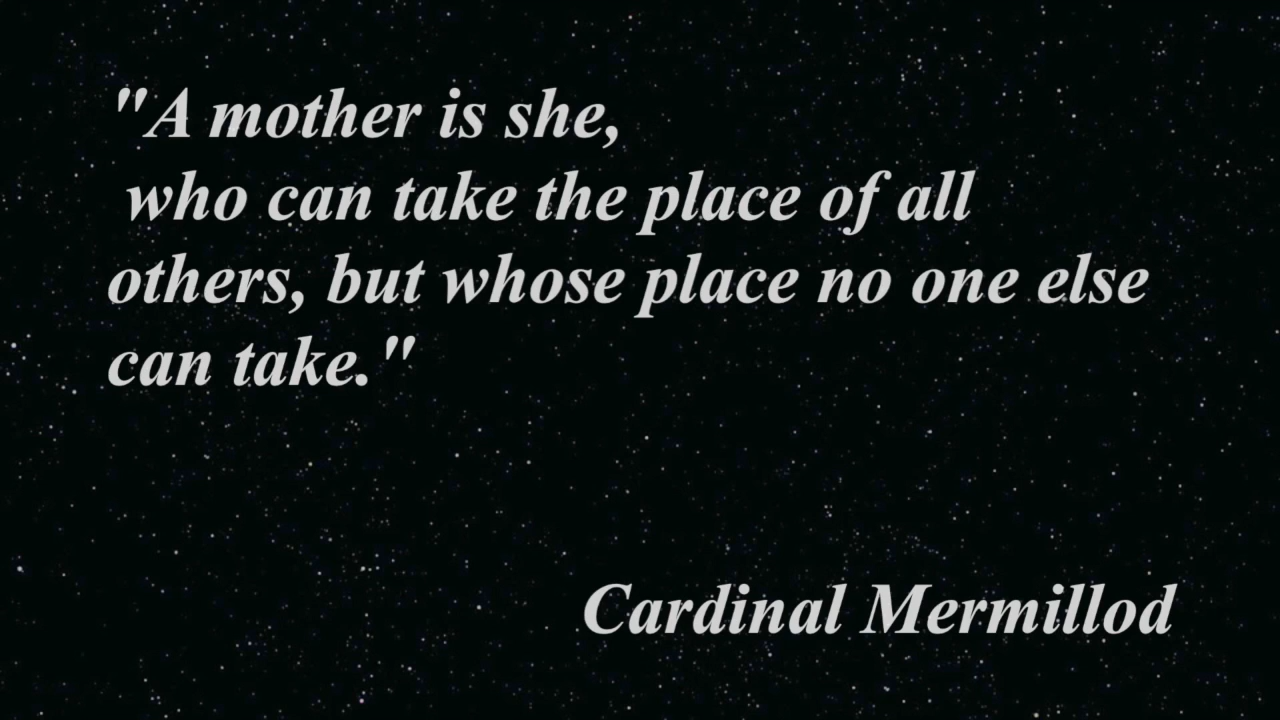 "A mother is she,
who can take the place of all
others, but whose place no one else
can take."
Cardinal Mermillod